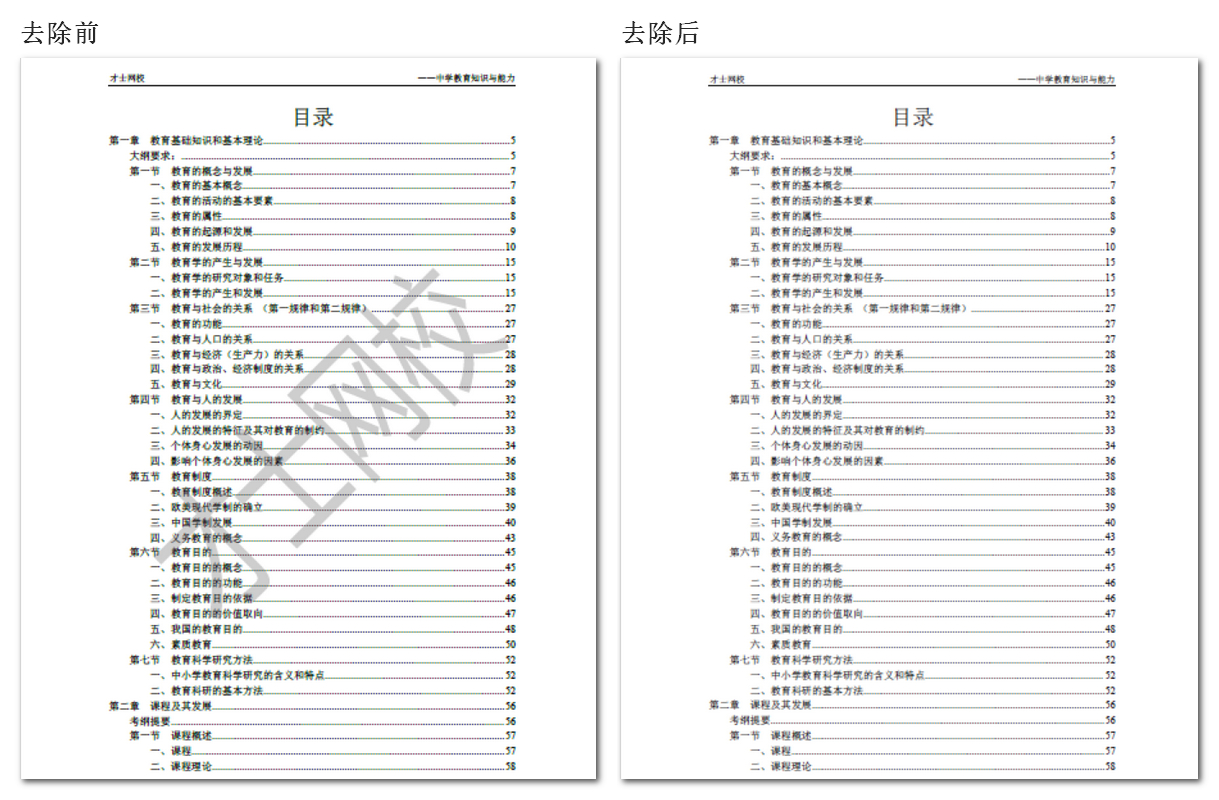 去除前
才士网校 ——中学教育知识与能力
目录
第一章 教育基础知识和基本理论 5
大纲要求： 5
第一节 教育的概念与发展 7
一、教育的基本概念 7
二、教育的活动的基本要素 8
三、教育的属性 8
四、教育的起源和发展 9
五、教育的发展历程 10
第二节 教育学的产生与发展 15
一、教育学的研究对象和任务 15
二、教育学的产生和发展 15
第三节 教育与社会的关系 （第一规律和第二规律） 27
一、教育的功能 27
二、教育与人口的关系 27
三、教育与经济（生产力）的关系 28
四、教育与政治、经济制度的关系 28
五、教育与文化 29
第四节 教育与人的发展 32
一、人的发展的界定 32
二、人的发展的特征及其对教育的制约 33
三、个体身心发展的动因 34
四、影响个体身心发展的因素 36
第五节 教育制度 38
一、教育制度概述 38
二、欧美现代学制的确立 39
三、中国学制发展 40
四、义务教育的概念 43
第六节 教育目的 45
一、教育目的的概念 45
二、教育目的的功能 46
三、制定教育目的依据 46
四、教育目的的价值取向 47
五、我国的教育目的 48
六、素质教育 50
第七节 教育科学研究方法 52
一、中小学教育科学研究的含义和特点 52
二、教育科研的基本方法 52
第二章 课程及其发展 56
考纲提要 56
第一节 课程概述 57
一、课程 57
二、课程理论 58
才士网校
去除后
才士网校 ——中学教育知识与能力
目录
第一章 教育基础知识和基本理论 5
大纲要求： 5
第一节 教育的概念与发展 7
一、教育的基本概念 7
二、教育的活动的基本要素 8
三、教育的属性 8
四、教育的起源和发展 9
五、教育的发展历程 10
第二节 教育学的产生与发展 15
一、教育学的研究对象和任务 15
二、教育学的产生和发展 15
第三节 教育与社会的关系 （第一规律和第二规律） 27
一、教育的功能 27
二、教育与人口的关系 27
三、教育与经济（生产力）的关系 28
四、教育与政治、经济制度的关系 28
五、教育与文化 29
第四节 教育与人的发展 32
一、人的发展的界定 32
二、人的发展的特征及其对教育的制约 33
三、个体身心发展的动因 34
四、影响个体身心发展的因素 36
第五节 教育制度 38
一、教育制度概述 38
二、欧美现代学制的确立 39
三、中国学制发展 40
四、义务教育的概念 43
第六节 教育目的 45
一、教育目的的概念 45
二、教育目的的功能 46
三、制定教育目的依据 46
四、教育目的的价值取向 47
五、我国的教育目的 48
六、素质教育 50
第七节 教育科学研究方法 52
一、中小学教育科学研究的含义和特点 52
二、教育科研的基本方法 52
第二章 课程及其发展 56
考纲提要 56
第一节 课程概述 57
一、课程 57
二、课程理论 58